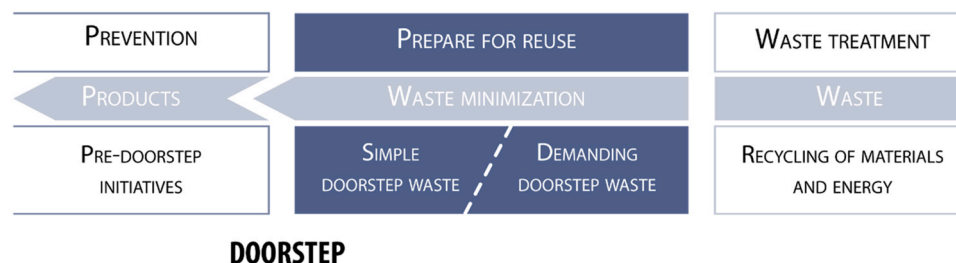 PREVENTION
PREPARE FOR REUSE
WASTE TREATMENT
PRODUCTS
WASTE MINIMIZATION
WASTE
PRE-DOORSTEP
INITIATIVES
SIMPLE
DOORSTEP WASTE
DEMANDING
DOORSTEP WASTE
RECYCLING OF MATERIALS
AND ENERGY
DOORSTEP